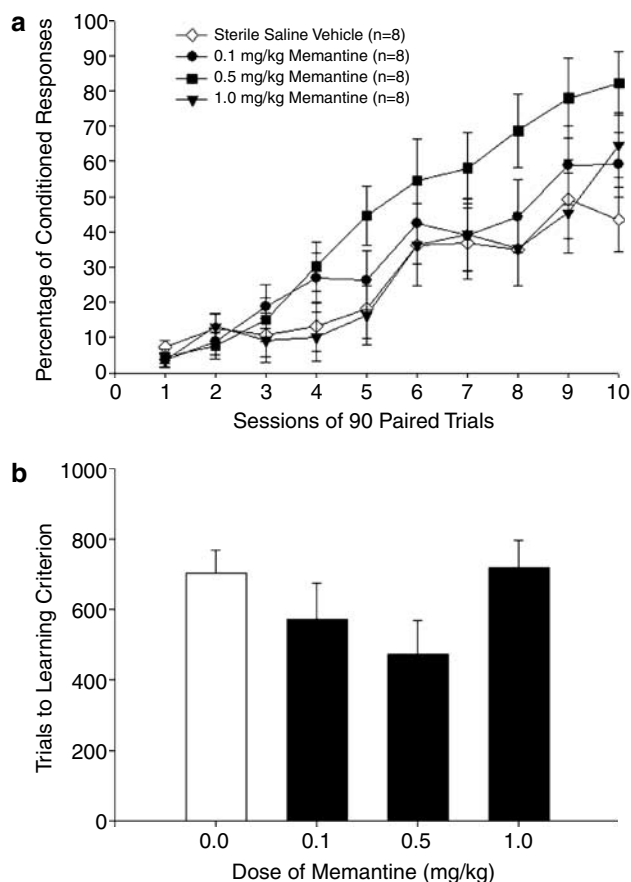 a
Percentage of Conditioned Responses
100
90
80
70
60
50
40
30
20
10
0
Sterile Saline Vehicle (n=8)
0.1 mg/kg Memantine (n=8)
0.5 mg/kg Memantine (n=8)
1.0 mg/kg Memantine (n=8)
0 1 2 3 4 5 6 7 8 9 10
Sessions of 90 Paired Trials
b
Trials to Learning Criterion
1000
800
600
400
200
0
0.0 0.1 0.5 1.0
Dose of Memantine (mg/kg)